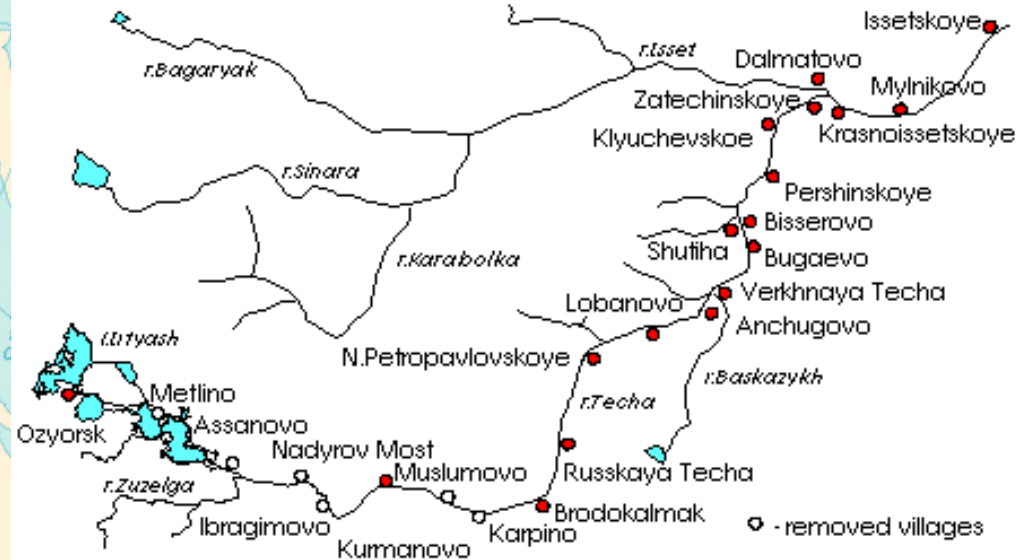 Issetskoye
r.Isset
Dalmatovo
r.Bagaryak
Mylnikovo
Zatechinskoye
Klyuchevskoe
Krasnoissetskoye
r.Sinara
Pershinskoye
Bisserovo
Shutiha
Bugaevo
r.Karabolka
Verkhnaya Techa
Lobanovo
Anchugovo
l.Irtyash
N.Petropavlovskoye
r.Baskazykh
Metlino
r.Techa
Assanovo
Ozyorsk
Nadyrov Most
Muslumovo
Russkaya Techa
r.Zuzelga
Brodokalmak
Ibragimovo
Karpino
- removed villages
Kurmanovo